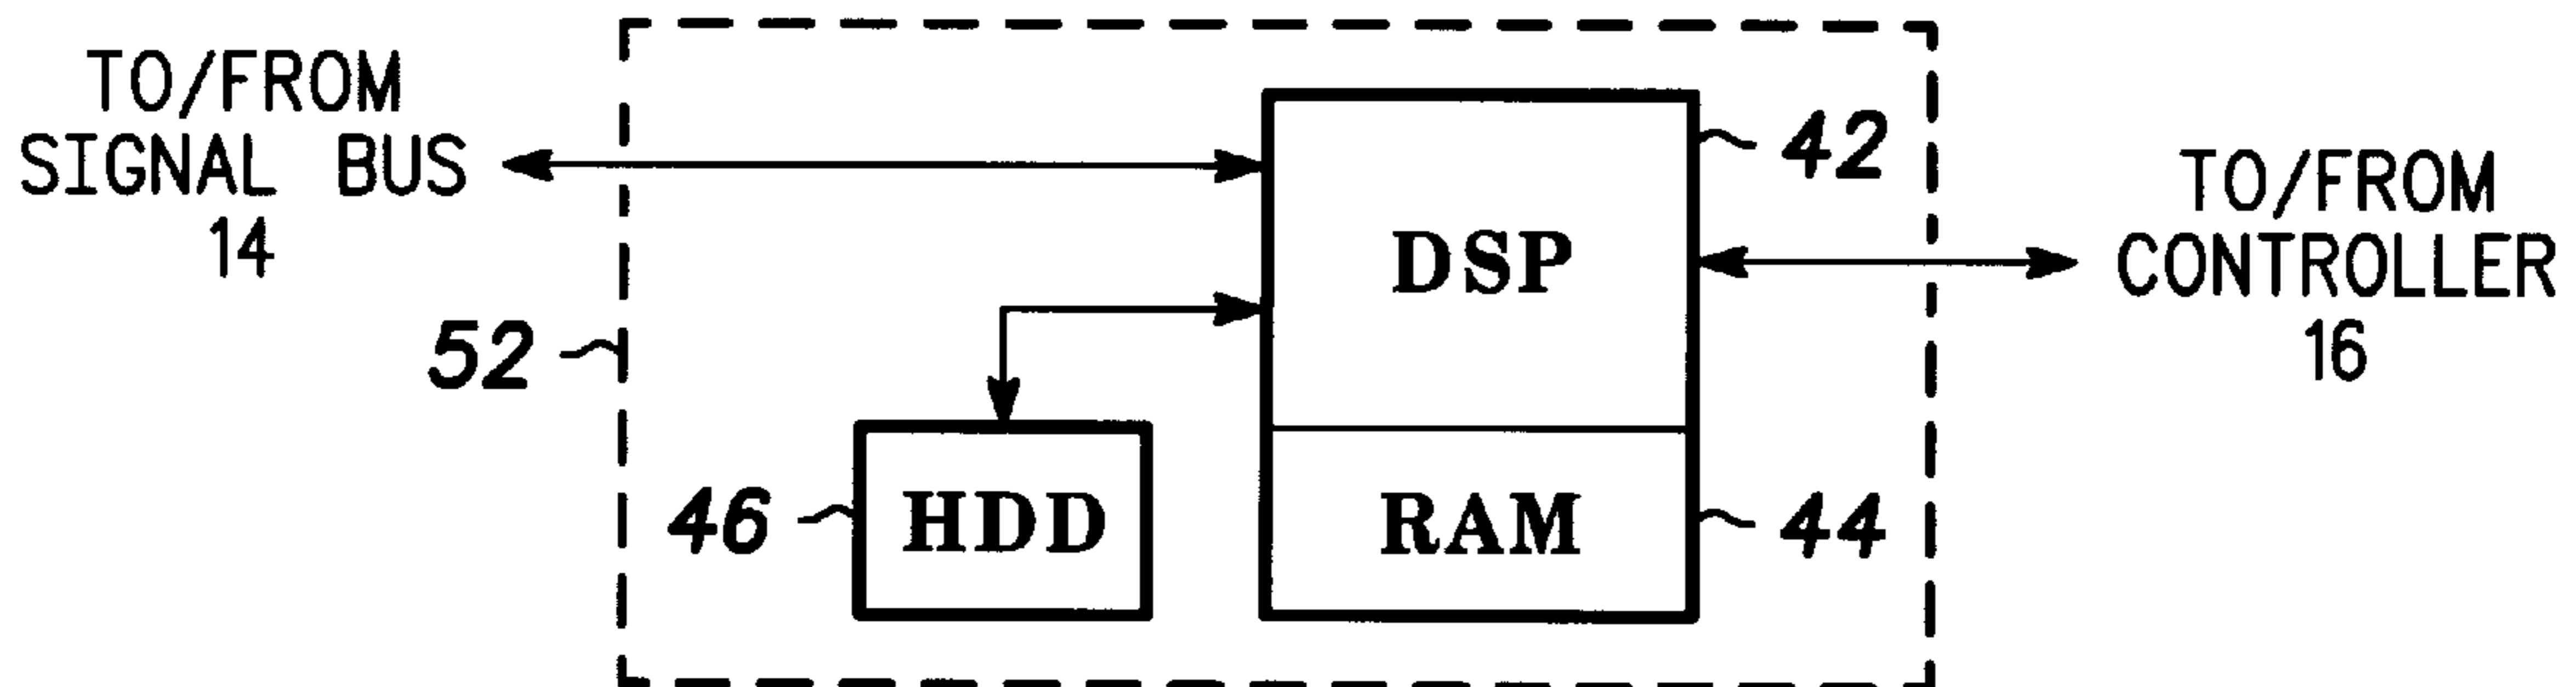 TO/FROM
SIGNAL BUS
14
52
46
HDD
DSP
42
RAM
44
TO/FROM
CONTROLLER
16